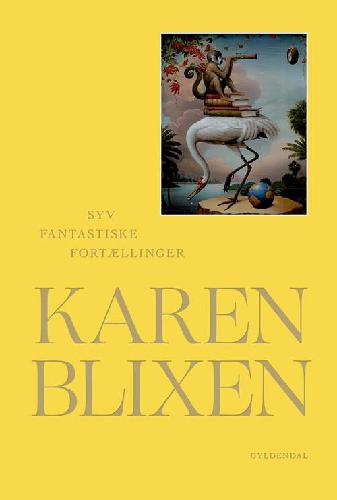 SYV
FANTASTISKE
FORTÆLLINGER
KAREN
BLIXEN
GYLDENDAL